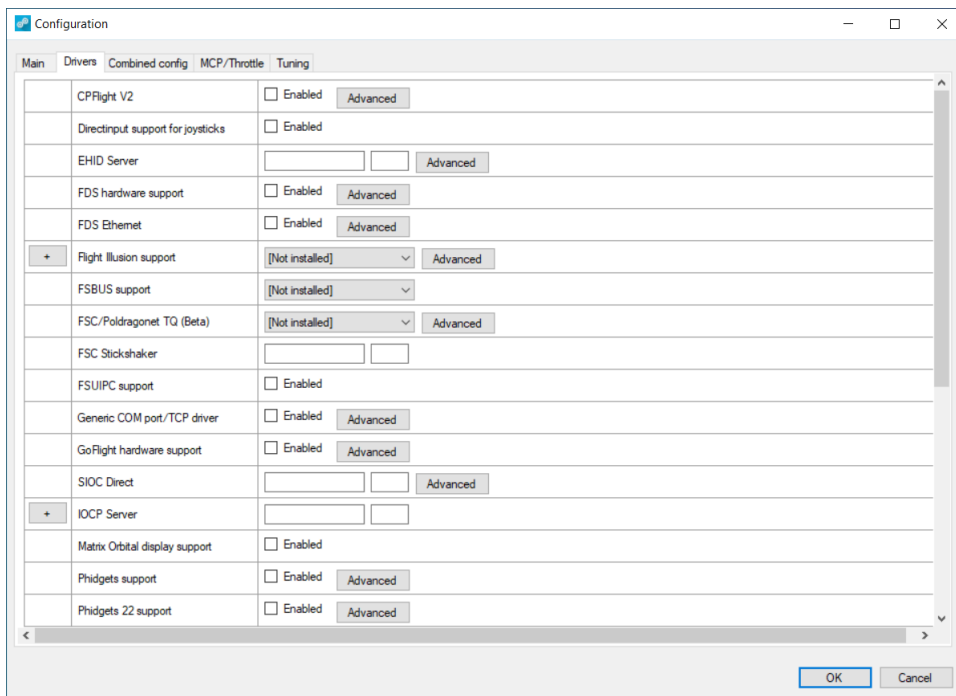 Configuration
Main Drivers Combined config MCP/Throttle Tuning
CPFlight V2 Enabled Advanced
Directinput support for joysticks Enabled
EHID Server Advanced
FDS hardware support Enabled Advanced
FDS Ethernet Enabled Advanced
+ Flight Illusion support [Not installed] Advanced
FSBUS support [Not installed]
FSC/Poldragonet TQ (Beta) [Not installed] Advanced
FSC Stickshaker
FSUIPC support Enabled
Generic COM port/TCP driver Enabled Advanced
GoFlight hardware support Enabled Advanced
SIOC Direct Advanced
+ IOCP Server
Matrix Orbital display support Enabled
Phidgets support Enabled Advanced
Phidgets 22 support Enabled Advanced
OK Cancel